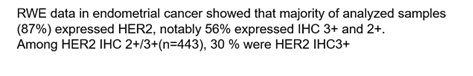 RWE data in endometrial cancer showed that majority of analyzed samples
(87%) expressed HER2, notably 56% expressed IHC 3+ and 2+.
Among HER2 IHC 2+/3+(n=443), 30 % were HER2 IHC3+